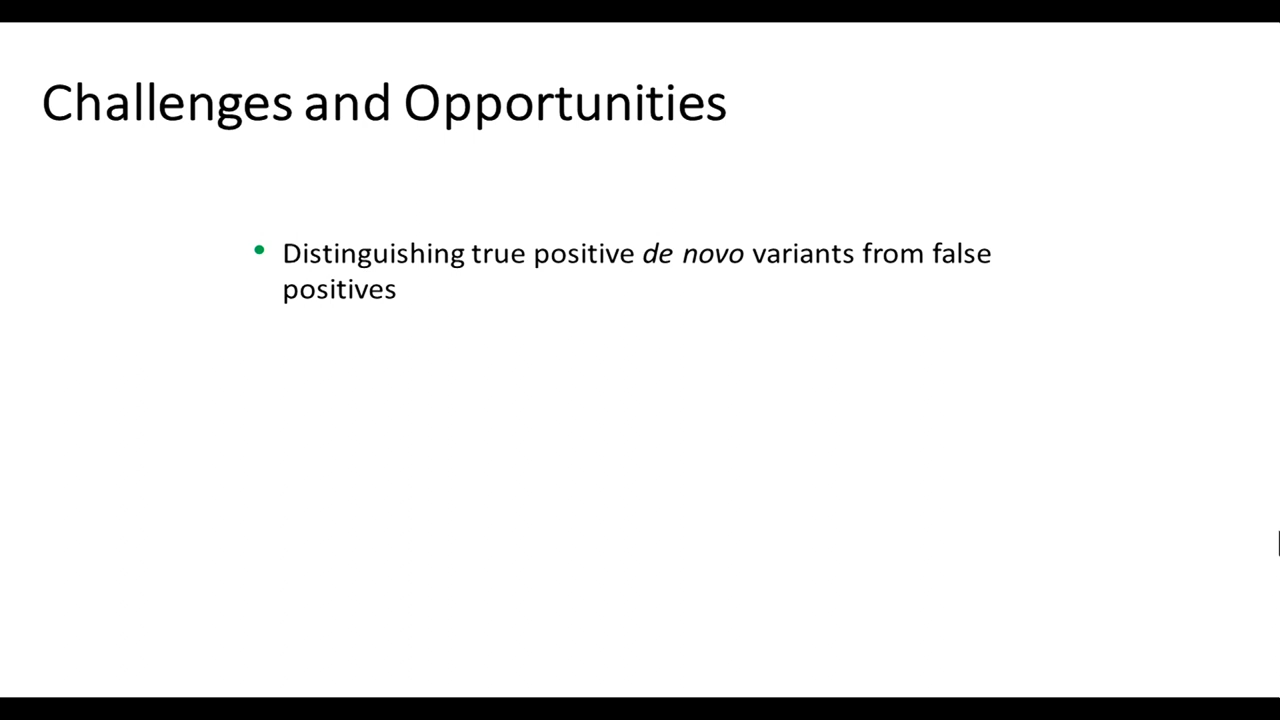 Challenges and Opportunities
• Distinguishing true positive de novo variants from false
positives